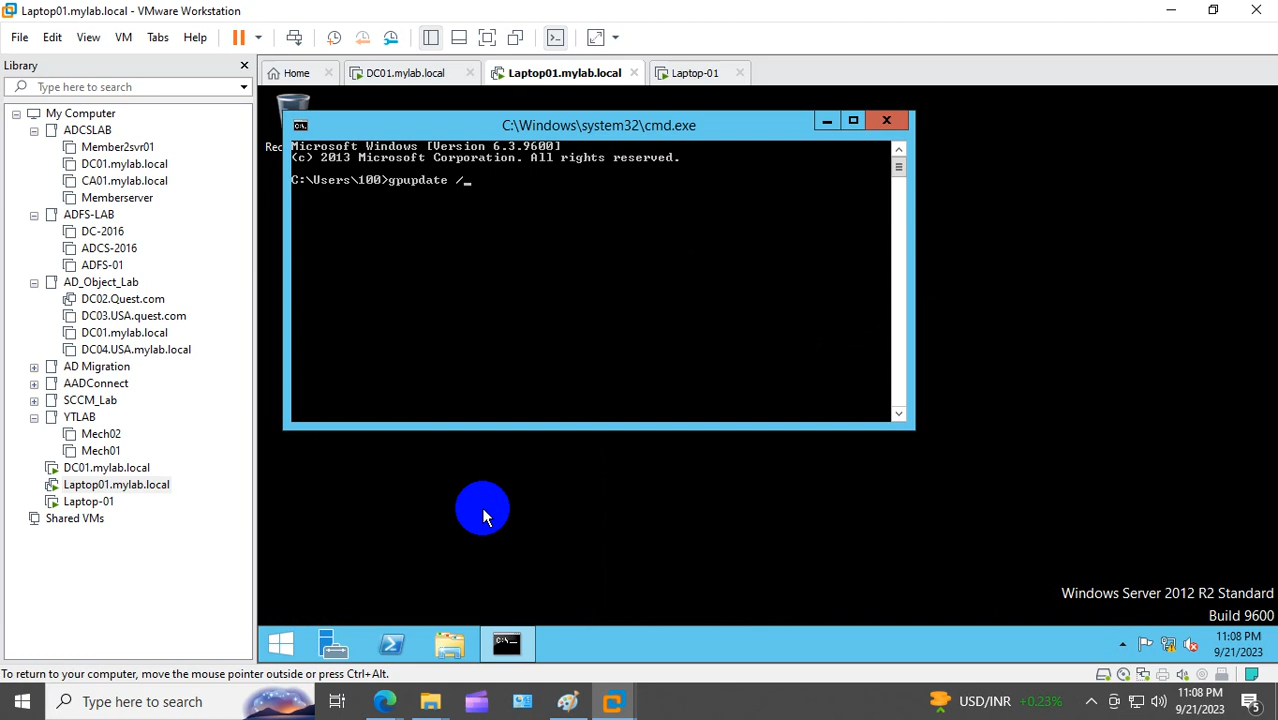 Laptop01.mylab.local - VMware Workstation
File Edit View VM Tabs Help
Library
Type here to search
My Computer
ADCSLAB
Member2svr01
DC01.mylab.local
CA01.mylab.local
Memberserver
ADFS-LAB
DC-2016
ADCS-2016
ADFS-01
AD_Object_Lab
DC02.Quest.com
DC03.USA.quest.com
DC01.mylab.local
DC04.USA.mylab.local
AD Migration
AADConnect
SCCM_Lab
YTLAB
Mech02
Mech01
DC01.mylab.local
Laptop01.mylab.local
Laptop-01
Shared VMs
Home DC01.mylab.local Laptop01.mylab.local Laptop-01
Rec
C:\Windows\system32\cmd.exe
Microsoft Windows [Version 6.3.9600]
(c) 2013 Microsoft Corporation. All rights reserved.
C:\Users\100>gpupdate /_
Windows Server 2012 R2 Standard
Build 9600
11:08 PM
9/21/2023
To return to your computer, move the mouse pointer outside or press Ctrl+Alt.
Type here to search
USD/INR +0.23%
11:08 PM
9/21/2023
5